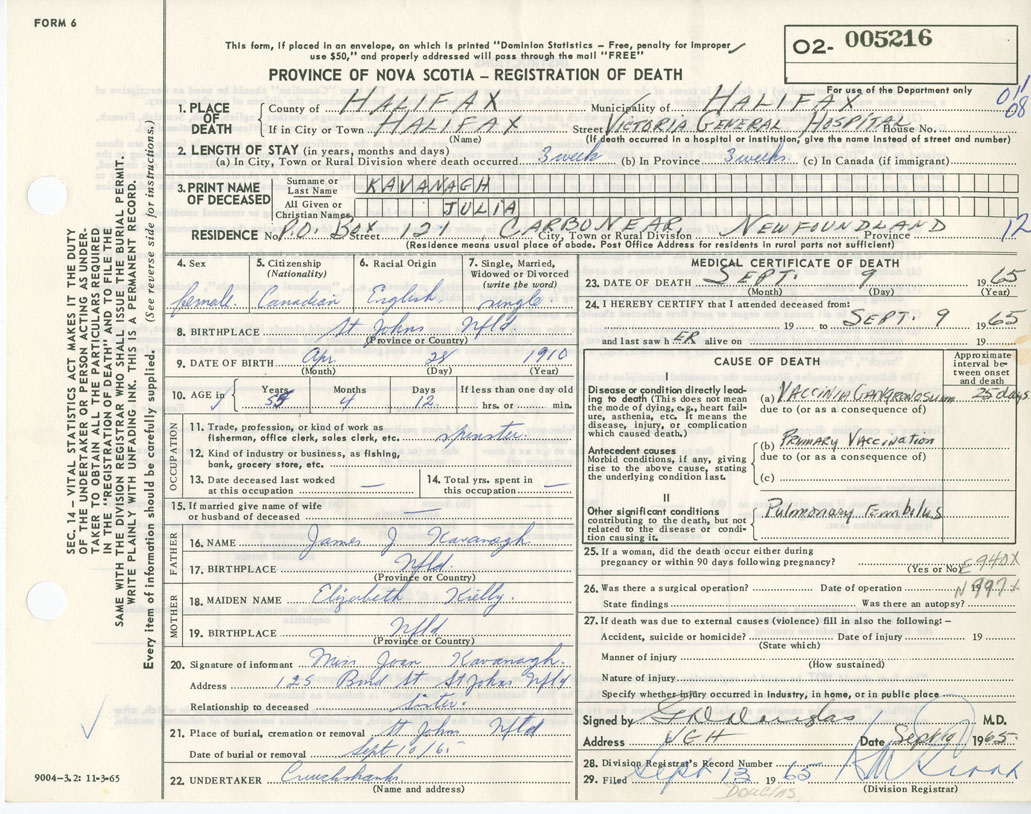 FORM 6
This form, if placed in an envelope, on which is printed "Dominion Statistics – Free, penalty for improper
use $50," and properly addressed will pass through the mail "FREE"
PROVINCE OF NOVA SCOTIA – REGISTRATION OF DEATH
02- 005216
For use of the Department only
1. PLACE OF DEATH
County of HALIFAX Municipality of HALIFAX
If in City or Town HALIFAX Street VICTORIA GENERAL HOSPITAL House No.
(Name) (If death occurred in a hospital or institution, give the name instead of street and number)
2. LENGTH OF STAY (in years, months and days)
(a) In City, Town or Rural Division where death occurred 3 week (b) In Province 3 weeks (c) In Canada (if immigrant)
3. PRINT NAME OF DECEASED
Surname or Last Name KAVANAGH
All Given or Christian Names JULIA
RESIDENCE No. P.O. BOX Street 121 CARBONEAR City, Town or Rural Division NEWFOUNDLAND Province 12
(Residence means usual place of abode. Post Office Address for residents in rural parts not sufficient)
4. Sex female.
5. Citizenship (Nationality) Canadian
6. Racial Origin English.
7. Single, Married, Widowed or Divorced (write the word) single.
8. BIRTHPLACE St Johns Nfld
(Province or Country)
9. DATE OF BIRTH Apr 28 1910
(Month) (Day) (Year)
10. AGE in Years 55 Months 4 Days 12 If less than one day old hrs. or min.
OCCUPATION
11. Trade, profession, or kind of work as fisherman, office clerk, sales clerk, etc. spinster.
12. Kind of industry or business, as fishing, bank, grocery store, etc.
13. Date deceased last worked at this occupation —
14. Total yrs. spent in this occupation —
15. If married give name of wife or husband of deceased —
FATHER
16. NAME James J Kavanagh
17. BIRTHPLACE Nfld.
(Province or Country)
MOTHER
18. MAIDEN NAME Elizabeth Kielly.
19. BIRTHPLACE Nfld
(Province or Country)
20. Signature of informant Miss Joan Kavanagh.
Address 125 Bond St St Johns Nfld
Relationship to deceased sister.
21. Place of burial, cremation or removal St John Nfld
Date of burial or removal Sept 10/65
22. UNDERTAKER Cruickshanks
(Name and address)
MEDICAL CERTIFICATE OF DEATH
23. DATE OF DEATH SEPT. 9 1965
(Month) (Day) (Year)
24. I HEREBY CERTIFY that I attended deceased from:
19 to SEPT. 9 1965
and last saw h ER alive on 19
CAUSE OF DEATH
Approximate interval between onset and death
I
Disease or condition directly leading to death (This does not mean the mode of dying, e.g., heart failure, asthenia, etc. It means the disease, injury, or complication which caused death.)
(a) VACCINIA GANGRENOSUM 25 days
due to (or as a consequence of)
Antecedent causes
Morbid conditions, if any, giving rise to the above cause, stating the underlying condition last.
(b) PRIMARY VACCINATION
due to (or as a consequence of)
(c)
II
Other significant conditions contributing to the death, but not related to the disease or condition causing it.
Pulmonary Embilus
25. If a woman, did the death occur either during
pregnancy or within 90 days following pregnancy?
(Yes or No) E940X
26. Was there a surgical operation? Date of operation 19 N997X
State findings Was there an autopsy?
27. If death was due to external causes (violence) fill in also the following: –
Accident, suicide or homicide? Date of injury 19
(State which)
Manner of injury
(How sustained)
Nature of injury
Specify whether injury occurred in industry, in home, or in public place
Signed by G D Douglas M.D.
Address VGH Date Sept 10 1965.
28. Division Registrar's Record Number
29. Filed Sept 13 1965
(Division Registrar)
DOUGLAS
SEC. 14 – VITAL STATISTICS ACT MAKES IT THE DUTY
OF THE UNDERTAKER OF PERSON ACTING AS UNDER-
TAKER TO OBTAIN ALL THE PARTICULARS REQUIRED
IN THE "REGISTRATION OF DEATH" AND TO FILE THE
SAME WITH THE DIVISION REGISTRAR WHO SHALL ISSUE THE BURIAL PERMIT.
WRITE PLAINLY WITH UNFADING INK. THIS IS A PERMANENT RECORD.
Every item of information should be carefully supplied. (See reverse side for instructions.)
9004-3.2: 11-3-65